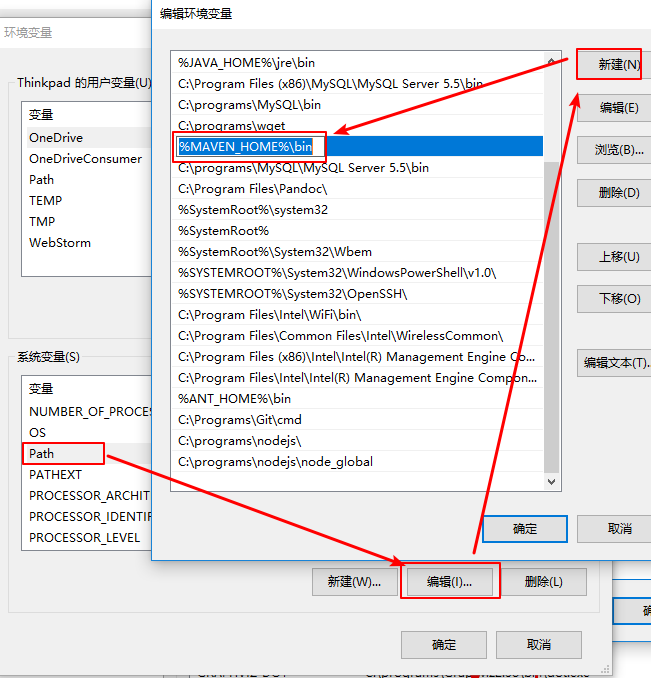 编辑环境变量
环境变量
Thinkpad 的用户变量(U)
变量
OneDrive
OneDriveConsumer
Path
TEMP
TMP
WebStorm
系统变量(S)
变量
NUMBER_OF_PROCES
OS
Path
PATHEXT
PROCESSOR_ARCHIT
PROCESSOR_IDENTIF
PROCESSOR_LEVEL
%JAVA_HOME%\jre\bin
C:\Program Files (x86)\MySQL\MySQL Server 5.5\bin
C:\programs\MySQL\bin
C:\programs\wget
%MAVEN_HOME%\bin
C:\programs\MySQL\MySQL Server 5.5\bin
C:\Program Files\Pandoc\
%SystemRoot%\system32
%SystemRoot%
%SystemRoot%\System32\Wbem
%SYSTEMROOT%\System32\WindowsPowerShell\v1.0\
%SYSTEMROOT%\System32\OpenSSH\
C:\Program Files\Intel\WiFi\bin\
C:\Program Files\Common Files\Intel\WirelessCommon\
C:\Program Files (x86)\Intel\Intel(R) Management Engine Co...
C:\Program Files\Intel\Intel(R) Management Engine Compon...
%ANT_HOME%\bin
C:\Programs\Git\cmd
C:\programs\nodejs\
C:\programs\nodejs\node_global
新建(N)
编辑(E)
浏览(B)...
删除(D)
上移(U)
下移(O)
编辑文本(T).
确定
取消
新建(W)...
编辑(I)...
删除(L)
确定
取消